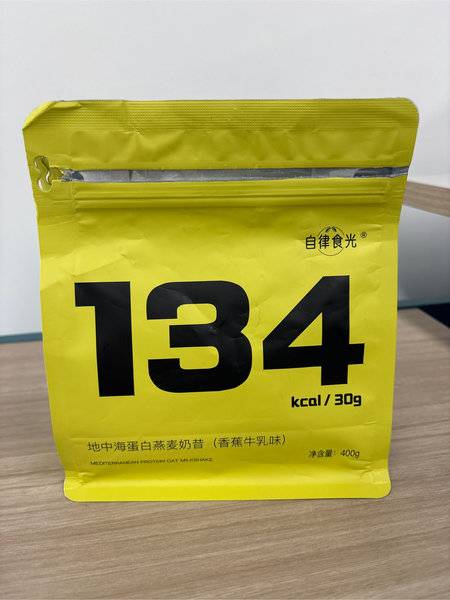 自律食光®
134
kcal / 30g
地中海蛋白燕麦奶昔（香蕉牛乳味）
MEDITERRANEAN PROTEIN OAT MILKSHAKE
净含量：400g